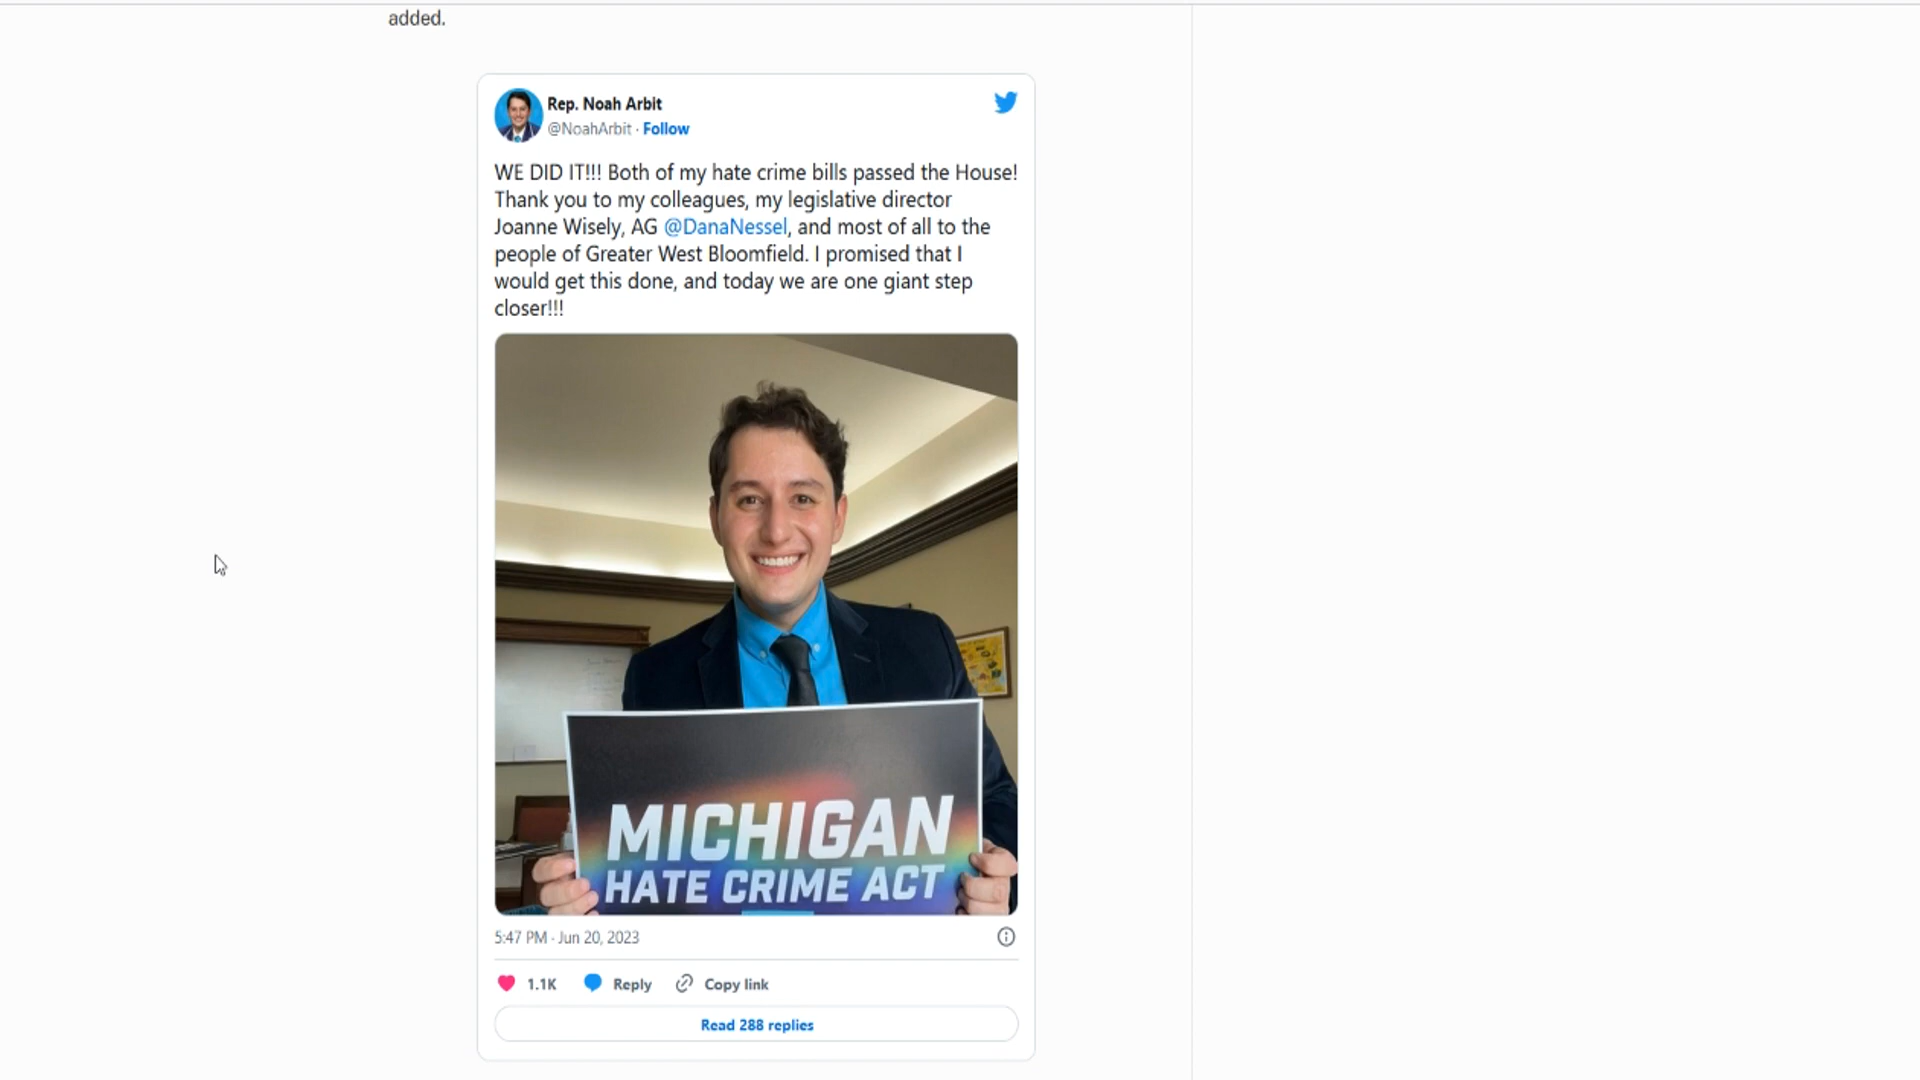 added.
Rep. Noah Arbit
@NoahArbit · Follow
WE DID IT!!! Both of my hate crime bills passed the House!
Thank you to my colleagues, my legislative director
Joanne Wisely, AG @DanaNessel, and most of all to the
people of Greater West Bloomfield. I promised that I
would get this done, and today we are one giant step
closer!!!
MICHIGAN
HATE CRIME ACT
5:47 PM · Jun 20, 2023
1.1K Reply Copy link
Read 288 replies